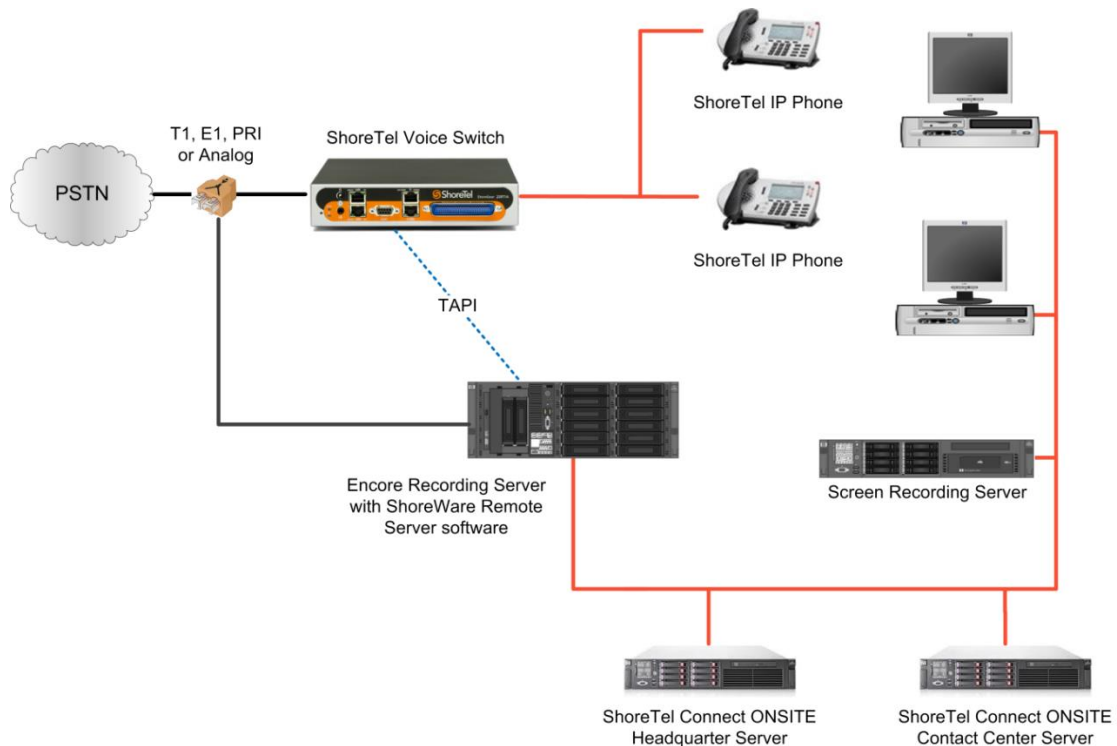 ShoreTel IP Phone
T1, E1, PRI
or Analog
ShoreTel Voice Switch
PSTN
ShoreTel
ShoreTel IP Phone
TAPI
Encore Recording Server
with ShoreWare Remote
Server software
Screen Recording Server
ShoreTel Connect ONSITE
Headquarter Server
ShoreTel Connect ONSITE
Contact Center Server